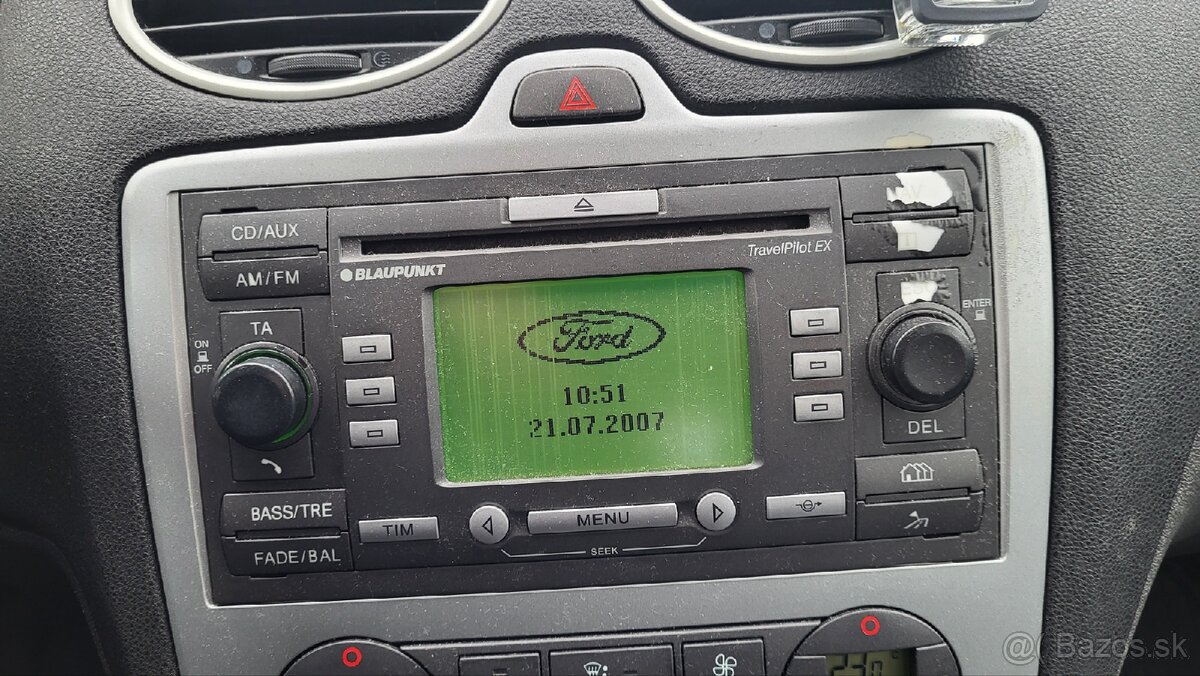 CD/AUX
AM/FM
BLAUPUNKT
TravelPilot EX
TA
ON
OFF
Ford
10:51
21.07.2007
ENTER
DEL
BASS/TRE
FADE/BAL
TIM
MENU
SEEK
@ Bazos.sk